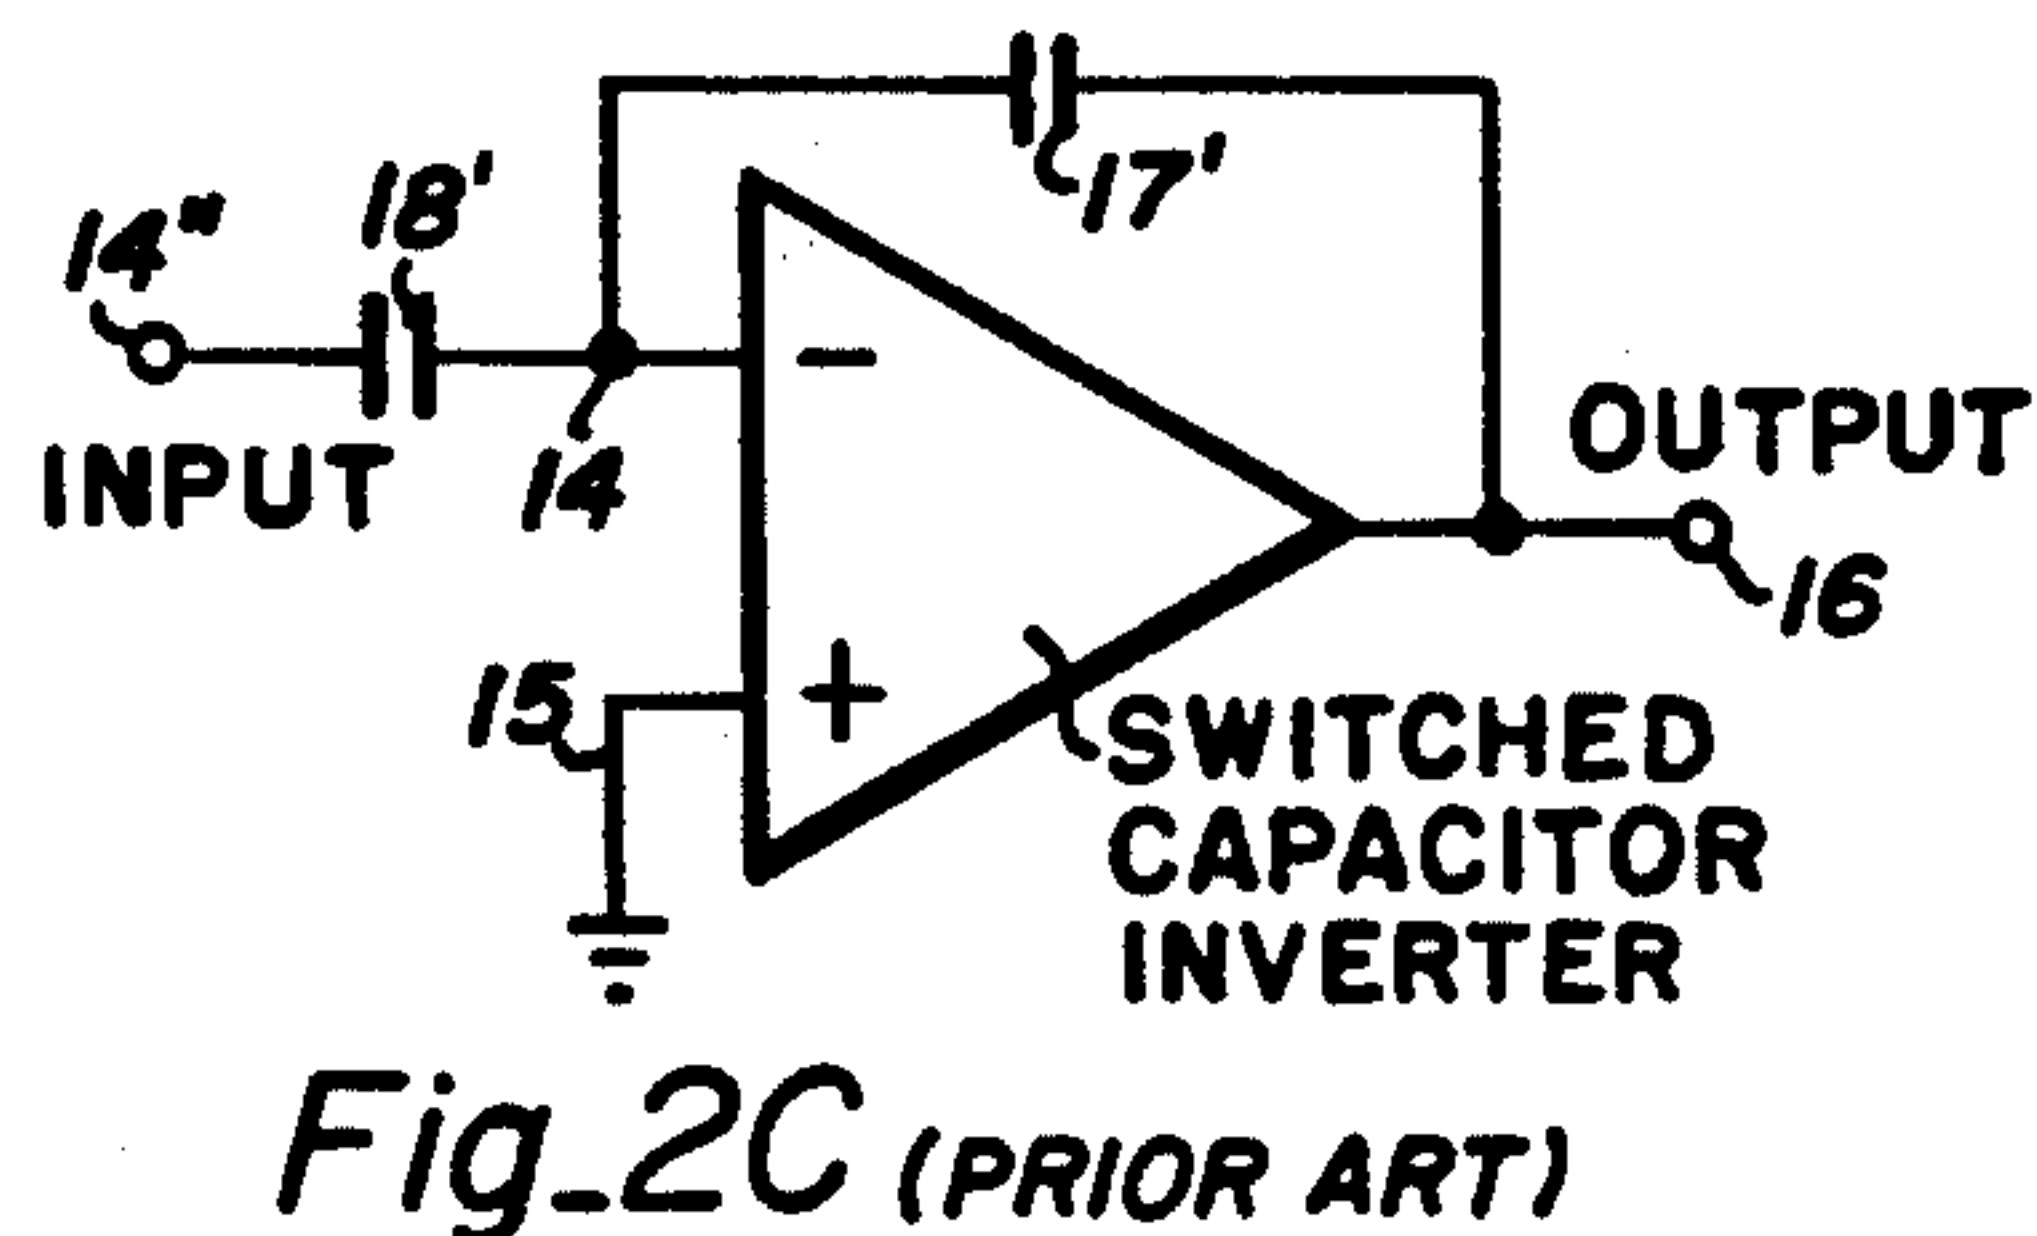 17'
18'
14"
INPUT
14
−
OUTPUT
16
15
+
SWITCHED
CAPACITOR
INVERTER
Fig_2C (PRIOR ART)